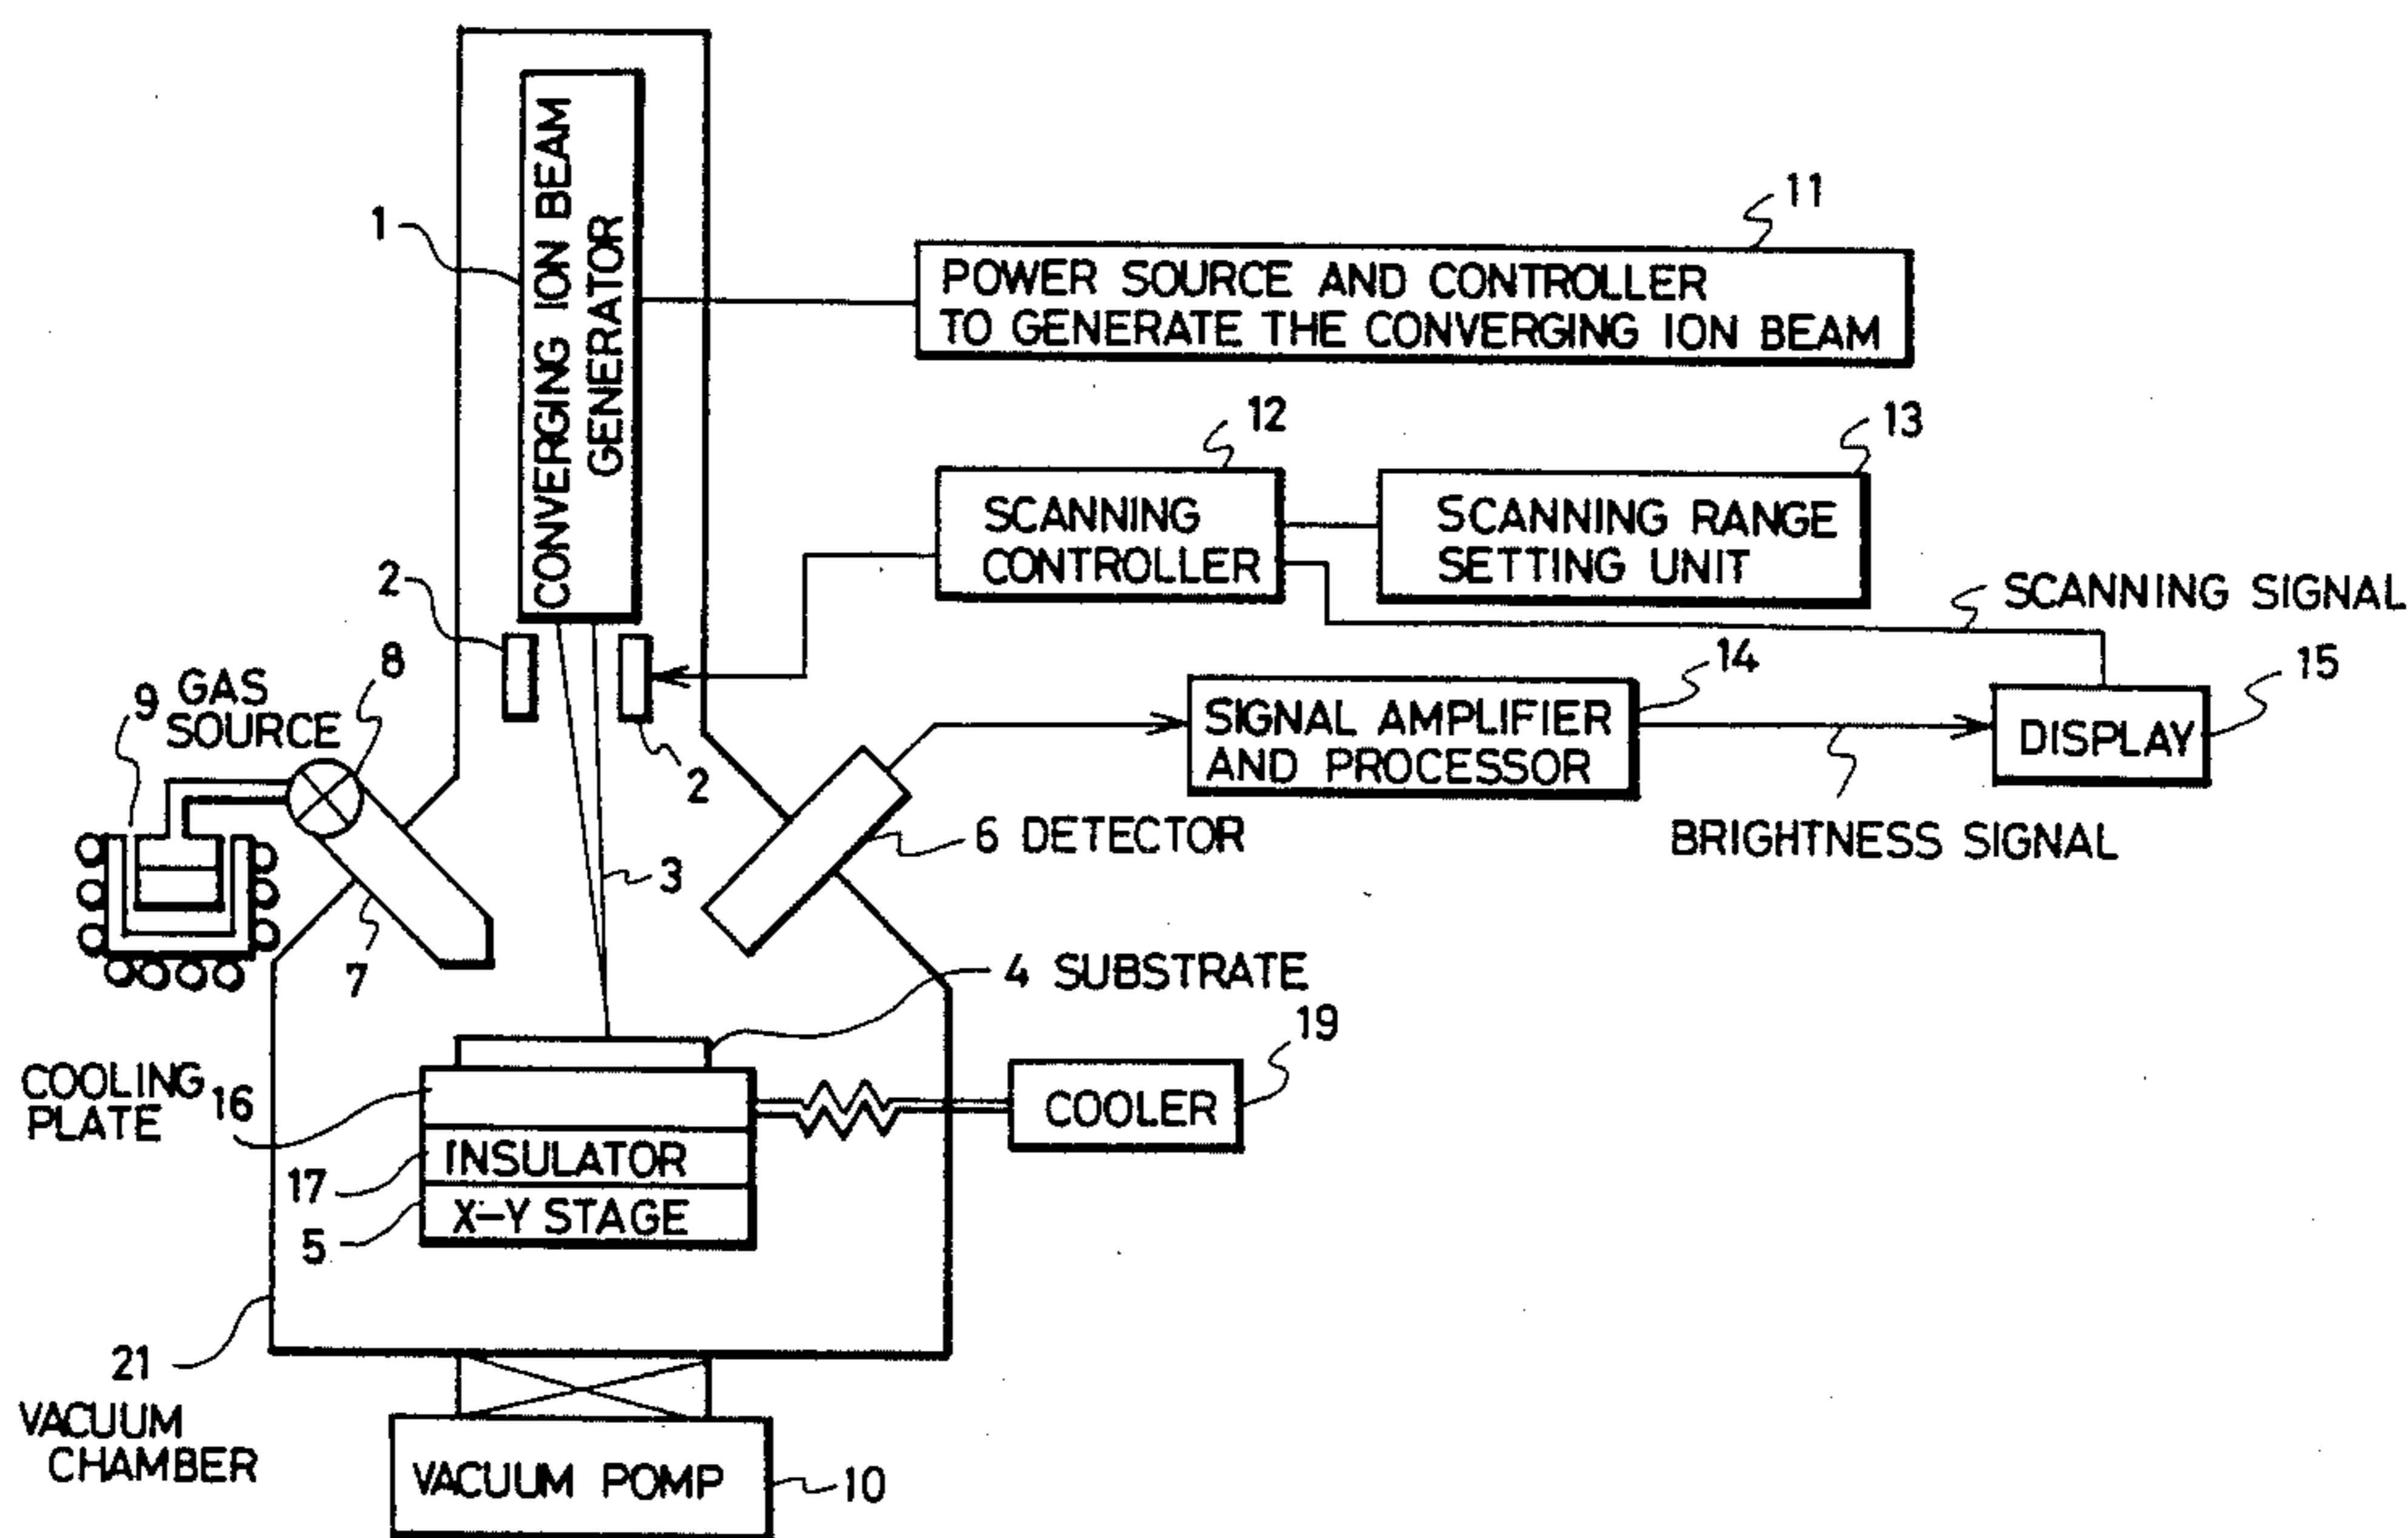 11
1
CONVERGING ION BEAM
GENERATOR
POWER SOURCE AND CONTROLLER
TO GENERATE THE CONVERGING ION BEAM
12
13
SCANNING
CONTROLLER
SCANNING RANGE
SETTING UNIT
2
SCANNING SIGNAL
8
14
15
9 GAS
SOURCE
SIGNAL AMPLIFIER
AND PROCESSOR
DISPLAY
2
6 DETECTOR
BRIGHTNESS SIGNAL
3
7
4 SUBSTRATE
19
COOLING
PLATE
16
COOLER
INSULATOR
17
X-Y STAGE
5
21
VACUUM
CHAMBER
VACUUM POMP
10